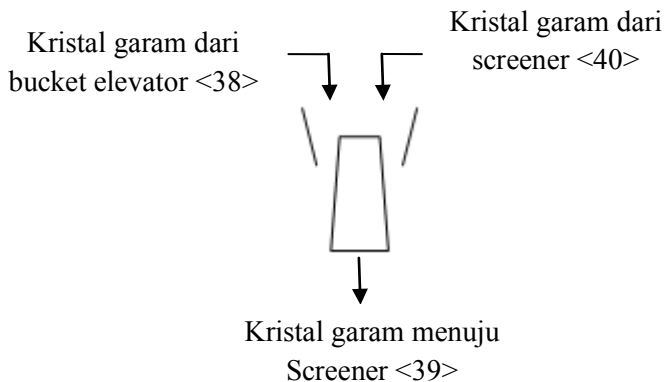 Kristal garam dari
bucket elevator <38>
Kristal garam dari
screener <40>
Kristal garam menuju
Screener <39>